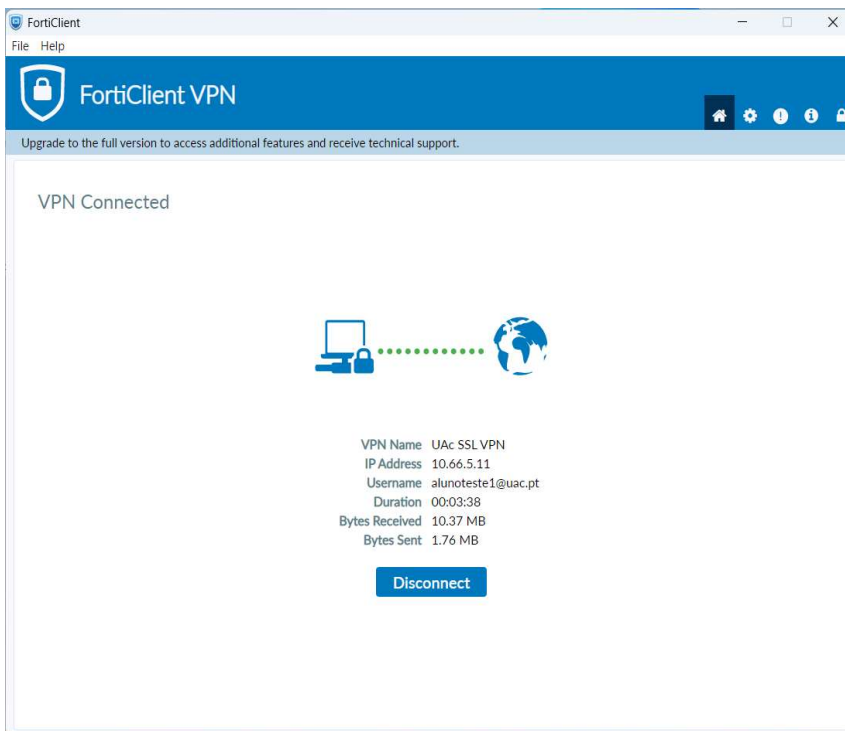 FortiClient
File Help
FortiClient VPN
Upgrade to the full version to access additional features and receive technical support.
VPN Connected
VPN Name UAc SSL VPN
IP Address 10.66.5.11
Username alunoteste1@uac.pt
Duration 00:03:38
Bytes Received 10.37 MB
Bytes Sent 1.76 MB
Disconnect